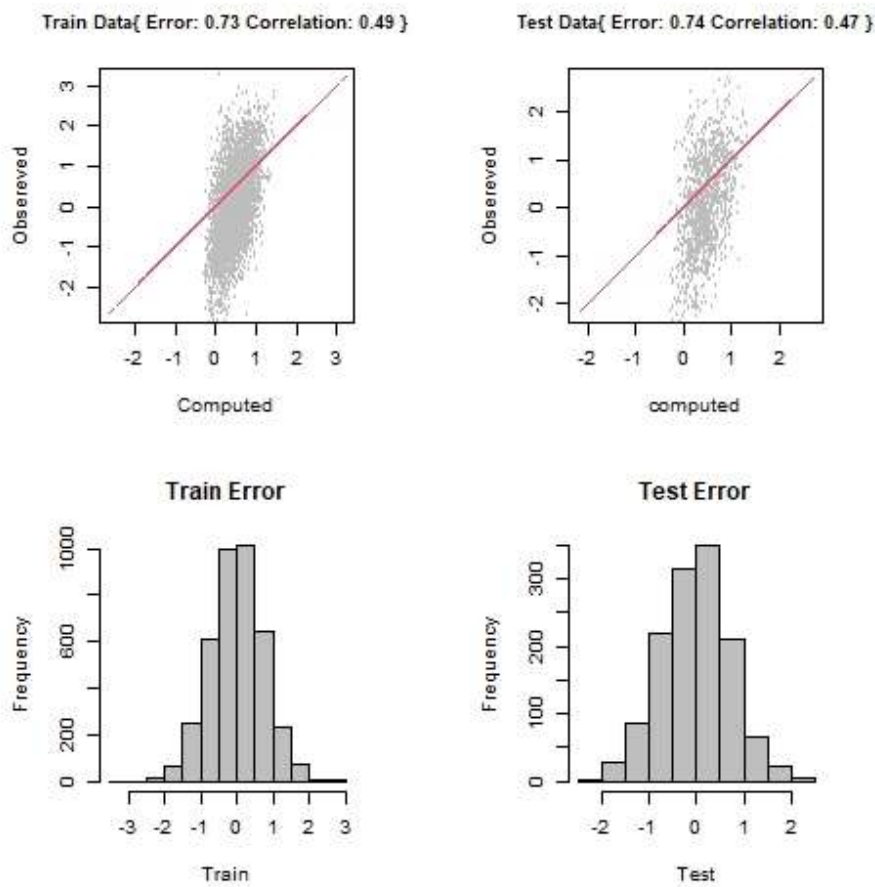 Train Data{ Error: 0.73 Correlation: 0.49 }
3
2
1
0
-1
-2
Obsereved
-2 -1 0 1 2 3
Computed
Test Data{ Error: 0.74 Correlation: 0.47 }
2
1
0
-1
-2
Obsereved
-2 -1 0 1 2
computed
Train Error
1000
600
200
0
Frequency
-3 -2 -1 0 1 2 3
Train
Test Error
300
200
100
0
Frequency
-2 -1 0 1 2
Test